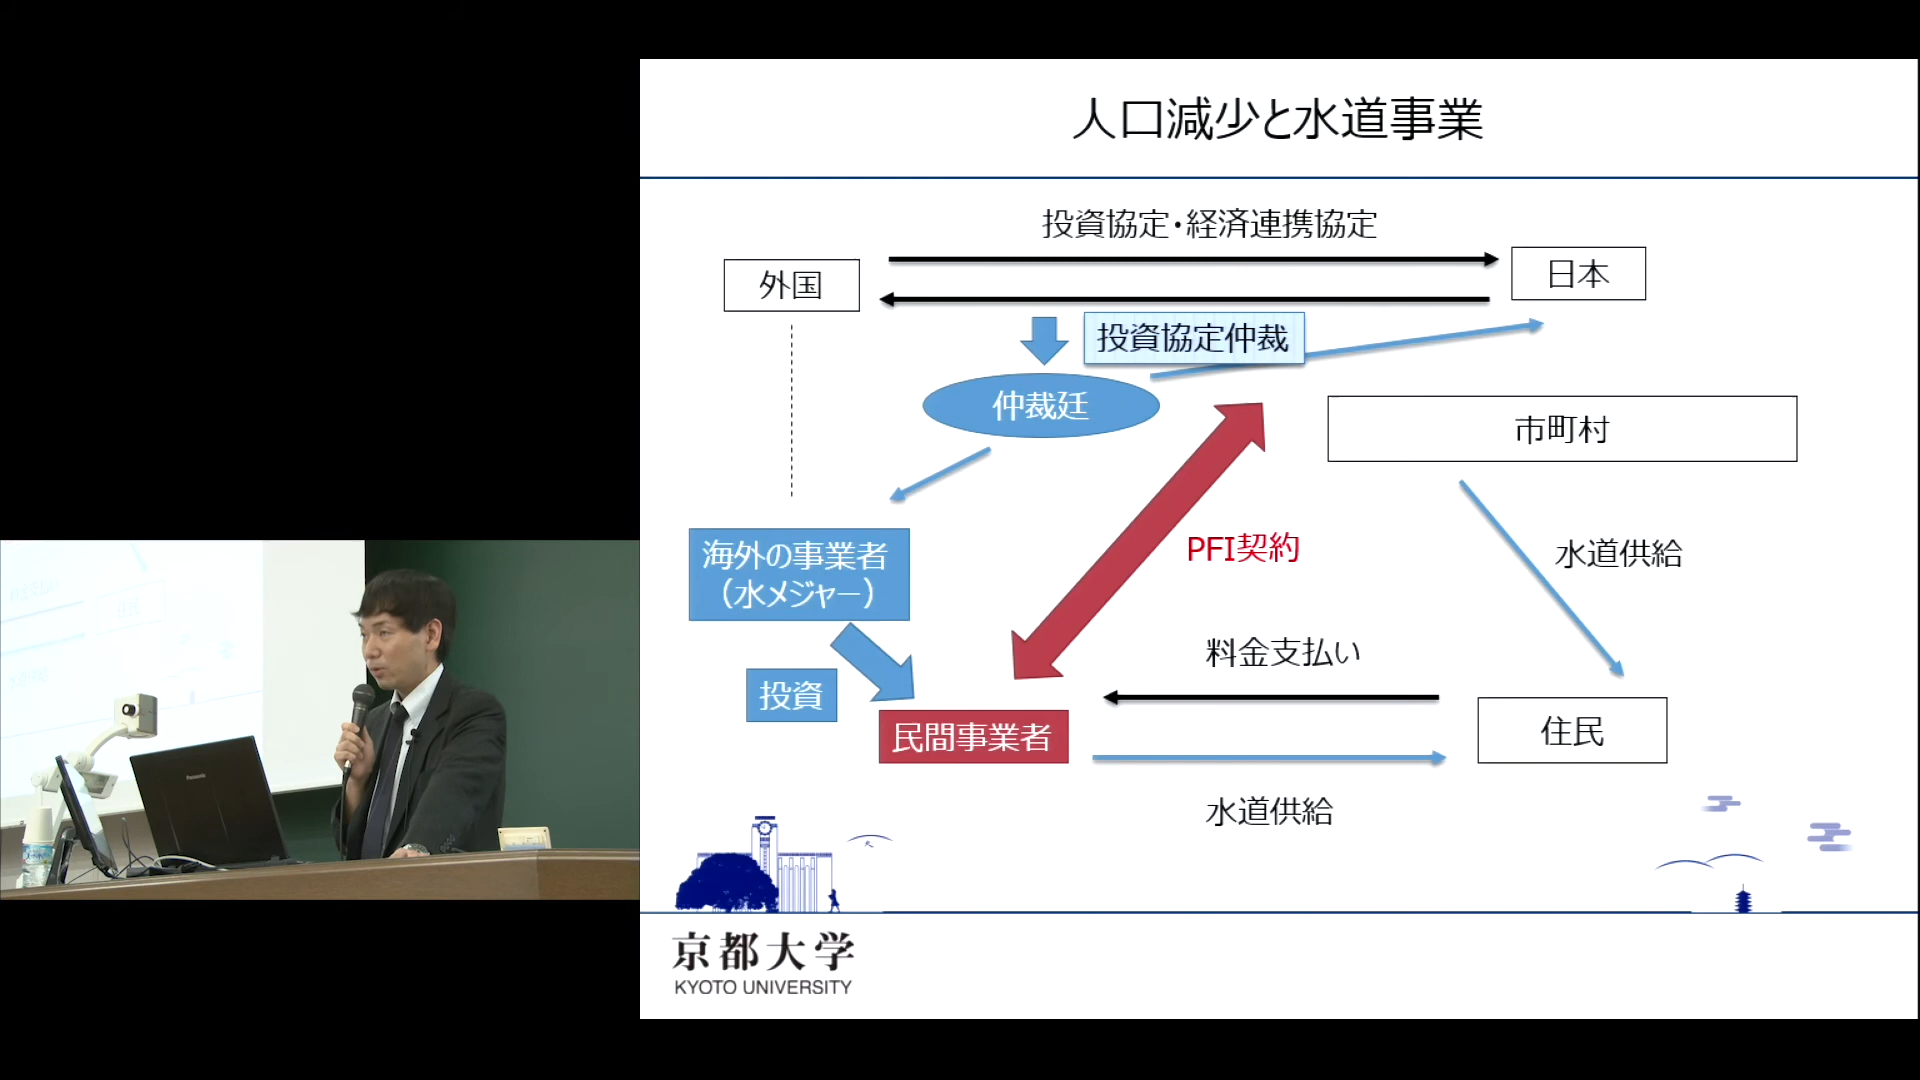 人口減少と水道事業
投資協定・経済連携協定
外国
日本
投資協定仲裁
仲裁廷
市町村
海外の事業者
（水メジャー）
PFI契約
水道供給
料金支払い
投資
民間事業者
住民
水道供給
京都大学
KYOTO UNIVERSITY
Panasonic